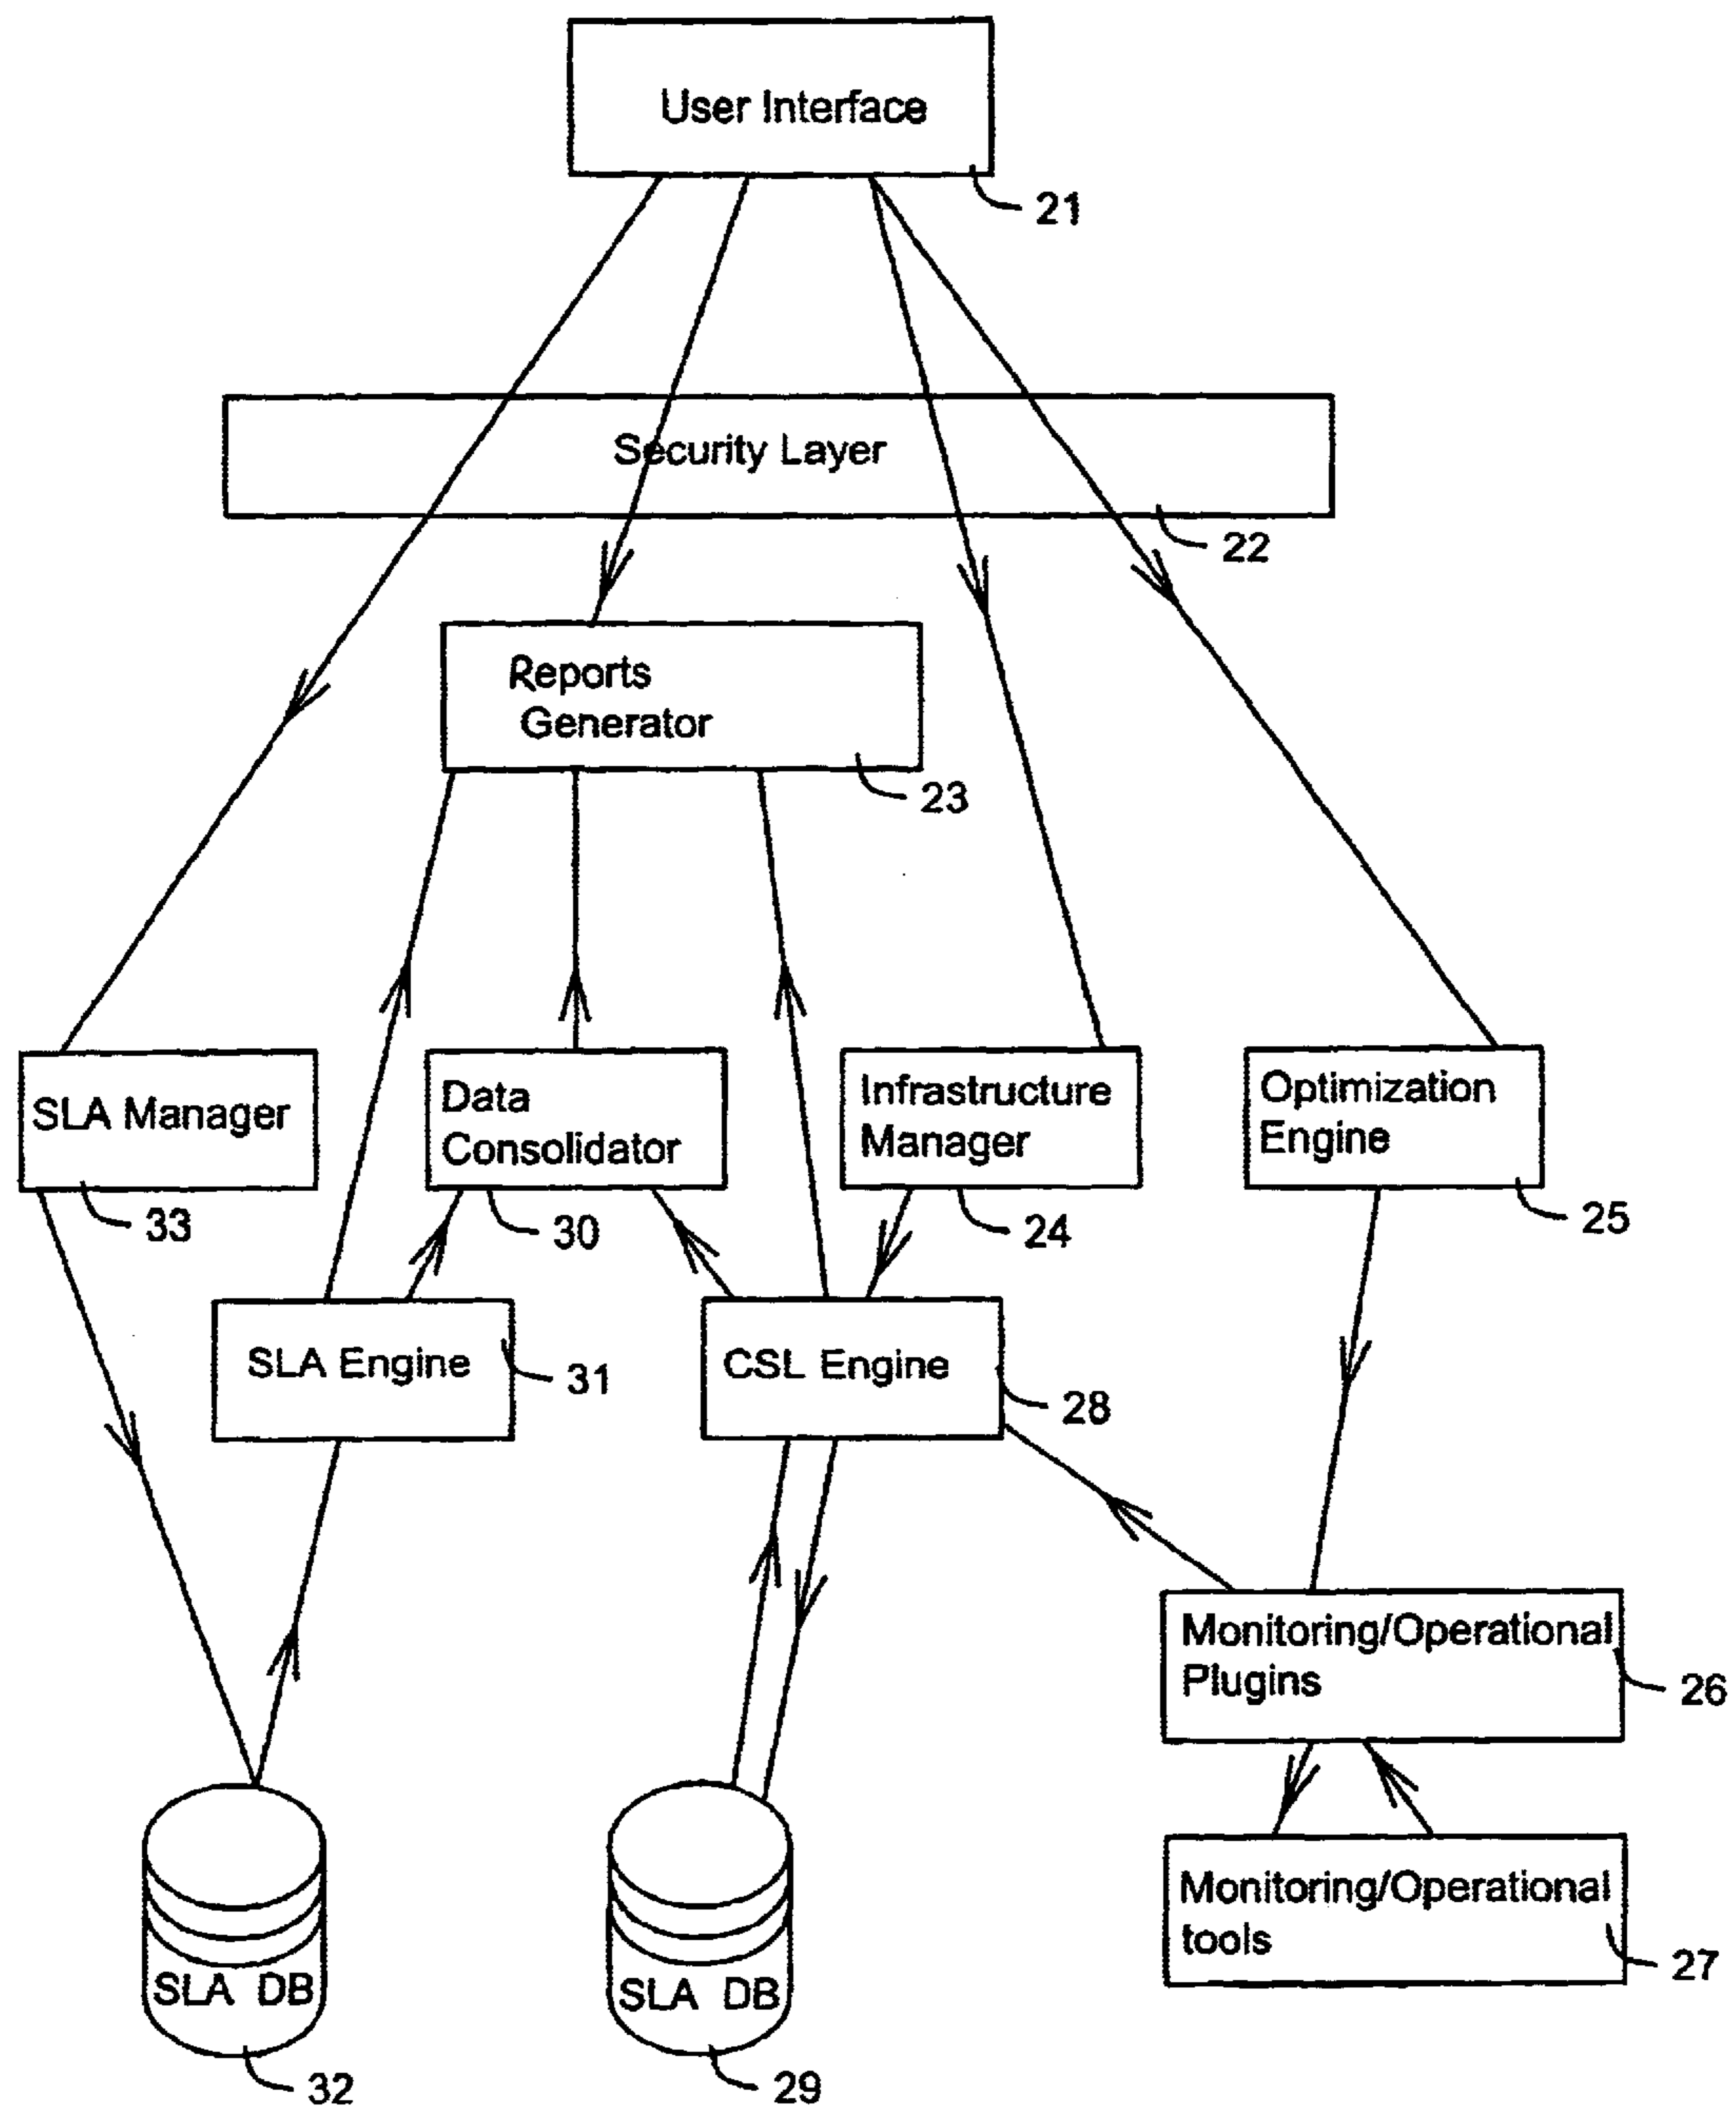 User Interface
21
Security Layer
22
Reports
Generator
23
SLA Manager
33
Data
Consolidator
30
Infrastructure
Manager
24
Optimization
Engine
25
SLA Engine
31
CSL Engine
28
Monitoring/Operational
Plugins
26
Monitoring/Operational
tools
27
SLA DB
32
SLA DB
29